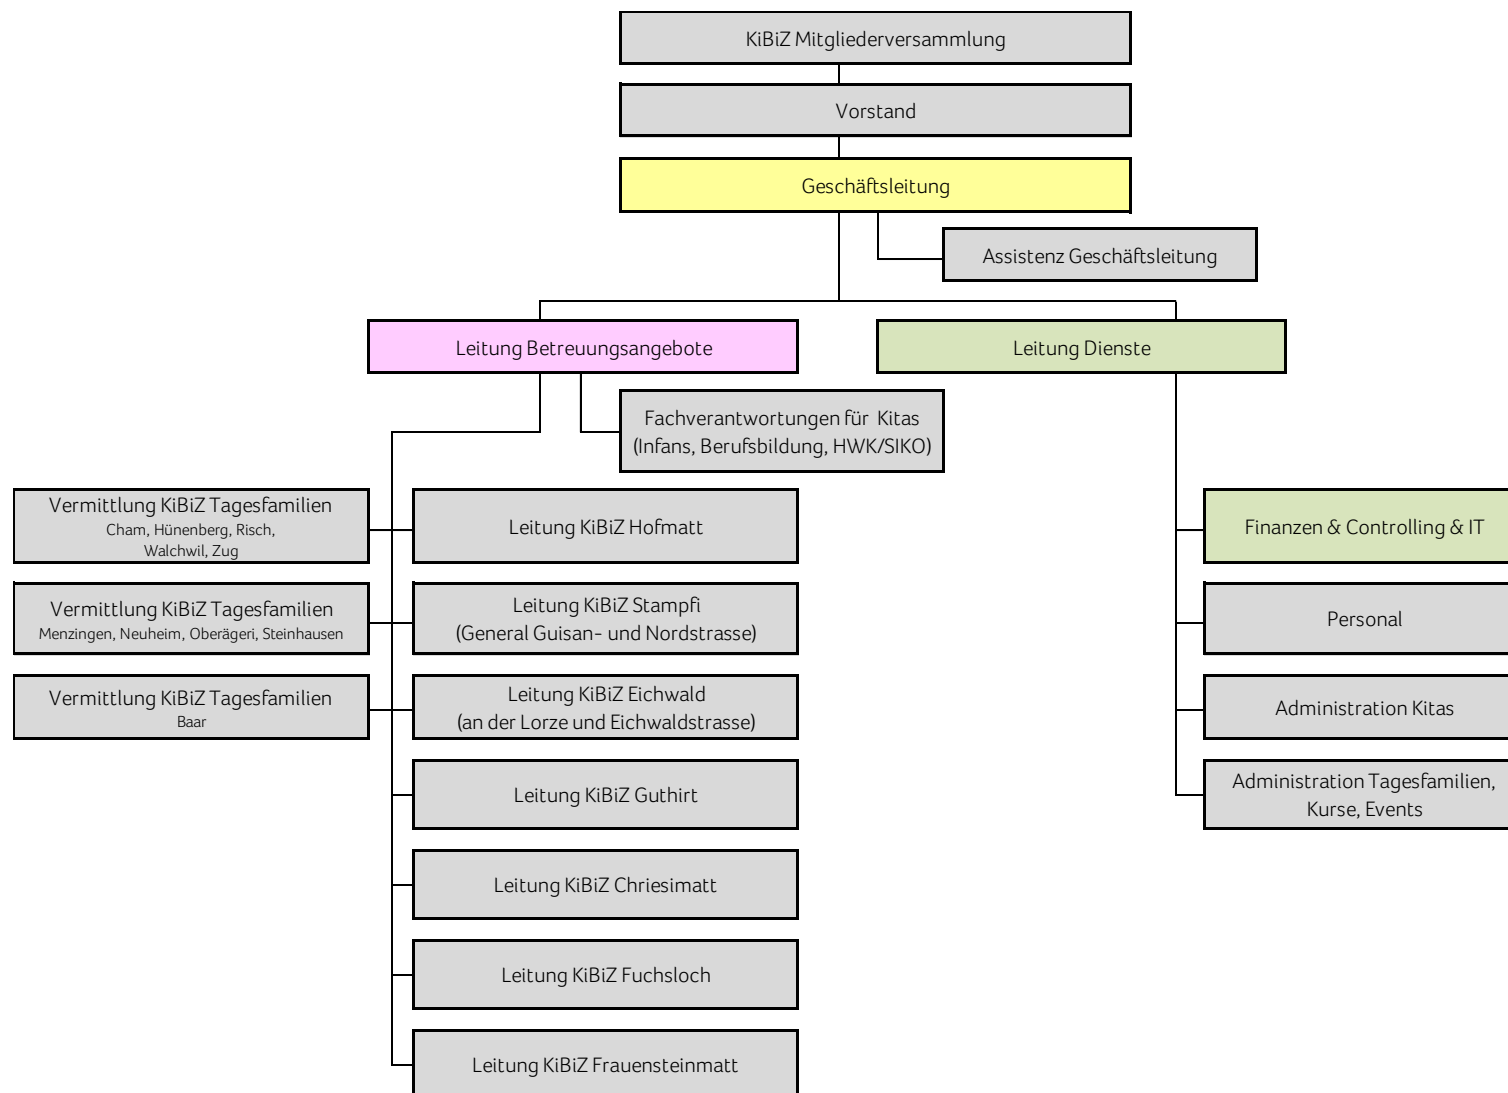 KiBiZ Mitgliederversammlung
Vorstand
Geschäftsleitung
Assistenz Geschäftsleitung
Leitung Betreuungsangebote
Leitung Dienste
Fachverantwortungen für Kitas
(Infans, Berufsbildung, HWK/SIKO)
Vermittlung KiBiZ Tagesfamilien
Cham, Hünenberg, Risch,
Walchwil, Zug
Leitung KiBiZ Hofmatt
Finanzen & Controlling & IT
Vermittlung KiBiZ Tagesfamilien
Menzingen, Neuheim, Oberägeri, Steinhausen
Leitung KiBiZ Stampfi
(General Guisan- und Nordstrasse)
Personal
Vermittlung KiBiZ Tagesfamilien
Baar
Leitung KiBiZ Eichwald
(an der Lorze und Eichwaldstrasse)
Administration Kitas
Leitung KiBiZ Guthirt
Administration Tagesfamilien,
Kurse, Events
Leitung KiBiZ Chriesimatt
Leitung KiBiZ Fuchsloch
Leitung KiBiZ Frauensteinmatt